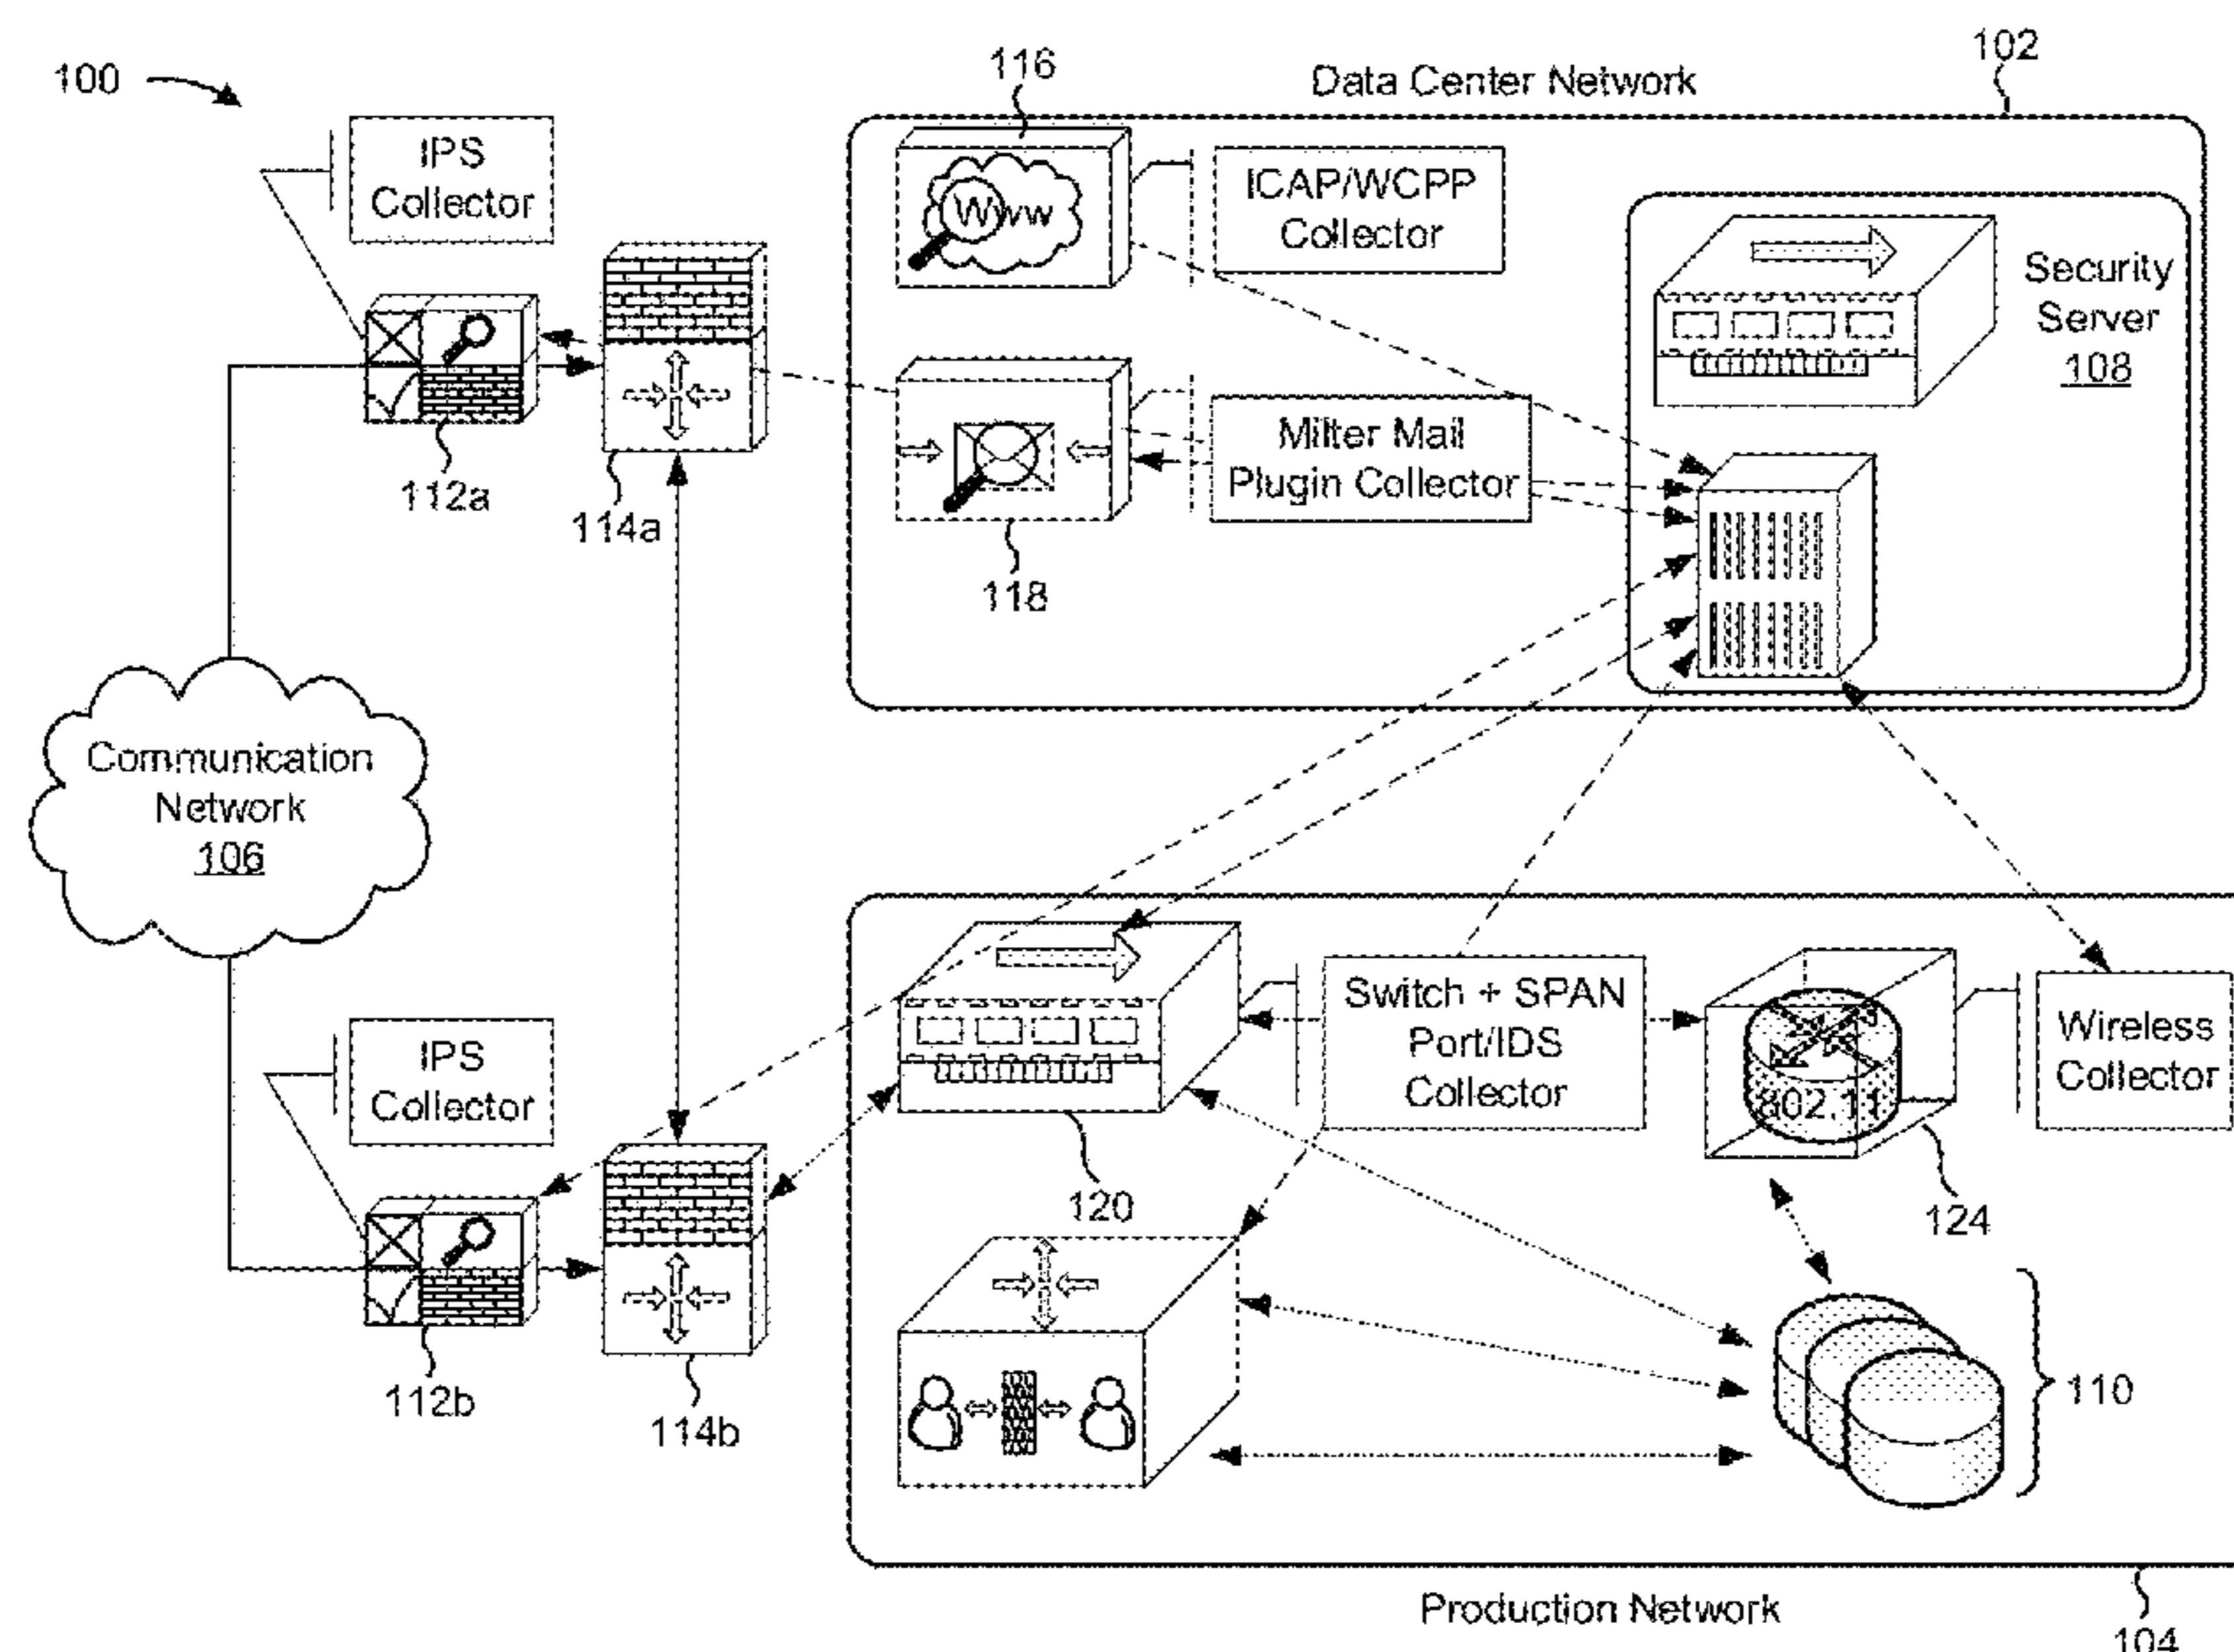 100
IPS
Collector
112a
114a
116
Data Center Network
102
Www
ICAP/WCPP
Collector
Milter Mail
Plugin Collector
118
Security
Server
108
Communication
Network
106
IPS
Collector
112b
114b
120
Switch + SPAN
Port/IDS
Collector
802.11
124
Wireless
Collector
110
Production Network
104